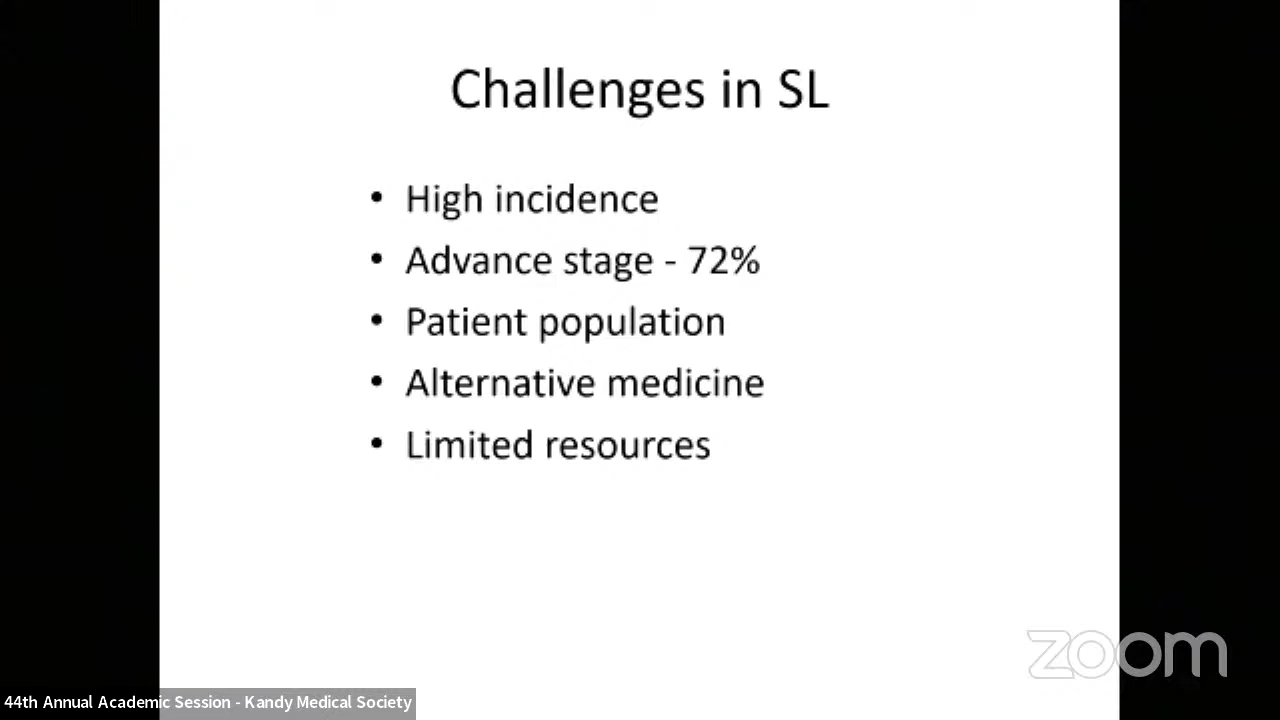 Challenges in SL
• High incidence
• Advance stage - 72%
• Patient population
• Alternative medicine
• Limited resources
zoom
44th Annual Academic Session - Kandy Medical Society